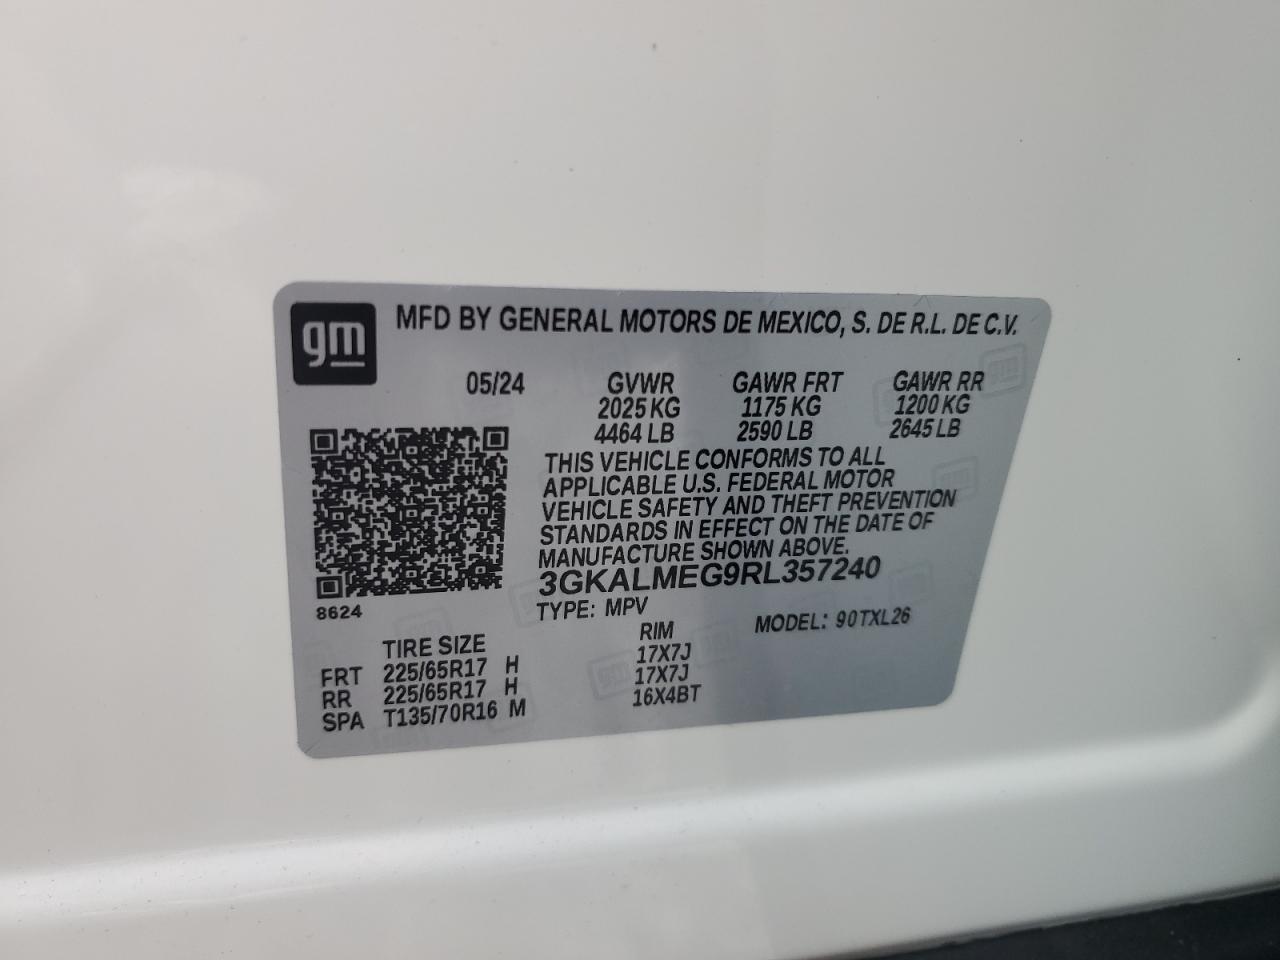 gm
MFD BY GENERAL MOTORS DE MEXICO, S. DE R.L. DE C.V.
05/24 GVWR GAWR FRT GAWR RR
2025 KG 1175 KG 1200 KG
4464 LB 2590 LB 2645 LB
THIS VEHICLE CONFORMS TO ALL
APPLICABLE U.S. FEDERAL MOTOR
VEHICLE SAFETY AND THEFT PREVENTION
STANDARDS IN EFFECT ON THE DATE OF
MANUFACTURE SHOWN ABOVE.
3GKALMEG9RL357240
8624
TYPE: MPV MODEL: 90TXL26
TIRE SIZE RIM
FRT 225/65R17 H 17X7J
RR 225/65R17 H 17X7J
SPA T135/70R16 M 16X4BT